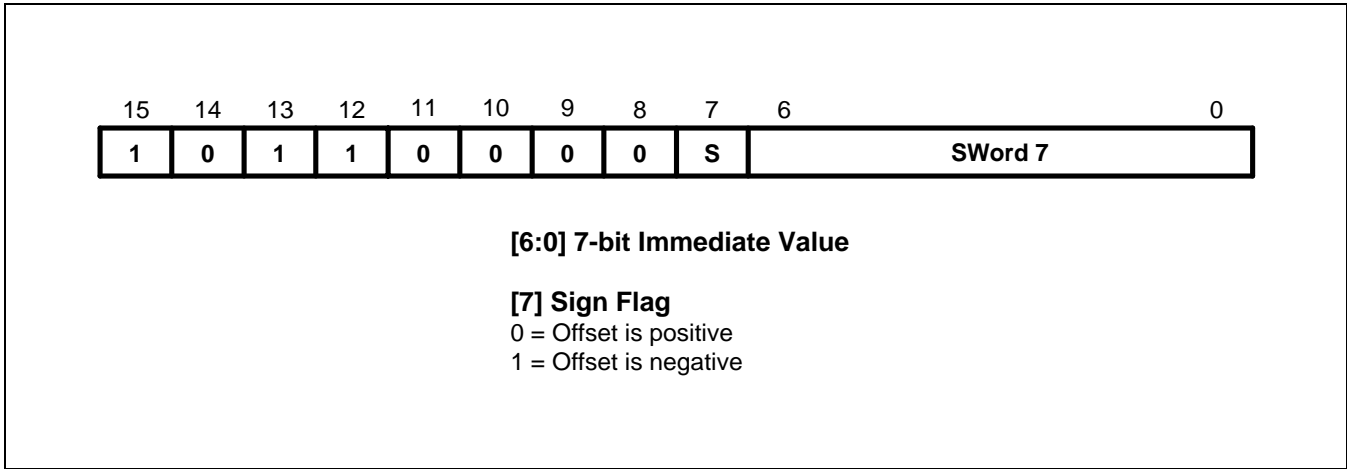 15 14 13 12 11 10 9 8 7 6 0
1 0 1 1 0 0 0 0 S SWord 7
[6:0] 7-bit Immediate Value
[7] Sign Flag
0 = Offset is positive
1 = Offset is negative